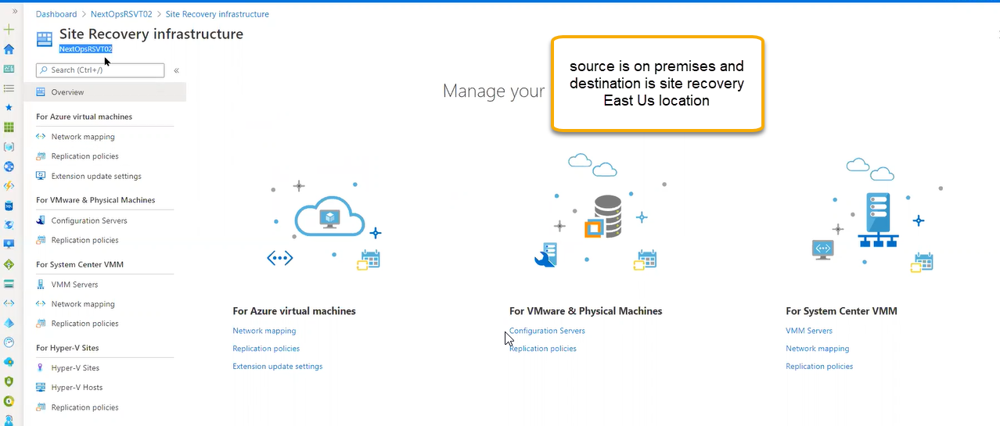 Dashboard > NextOpsRSVT02 > Site Recovery infrastructure
Site Recovery infrastructure
NextOpsRSVT02
Search (Ctrl+/)
Overview
For Azure virtual machines
Network mapping
Replication policies
Extension update settings
For VMware & Physical Machines
Configuration Servers
Replication policies
For System Center VMM
VMM Servers
Network mapping
Replication policies
For Hyper-V Sites
Hyper-V Sites
Hyper-V Hosts
Replication policies
Manage your
source is on premises and
destination is site recovery
East Us location
For Azure virtual machines
Network mapping
Replication policies
Extension update settings
For VMware & Physical Machines
Configuration Servers
Replication policies
For System Center VMM
VMM Servers
Network mapping
Replication policies